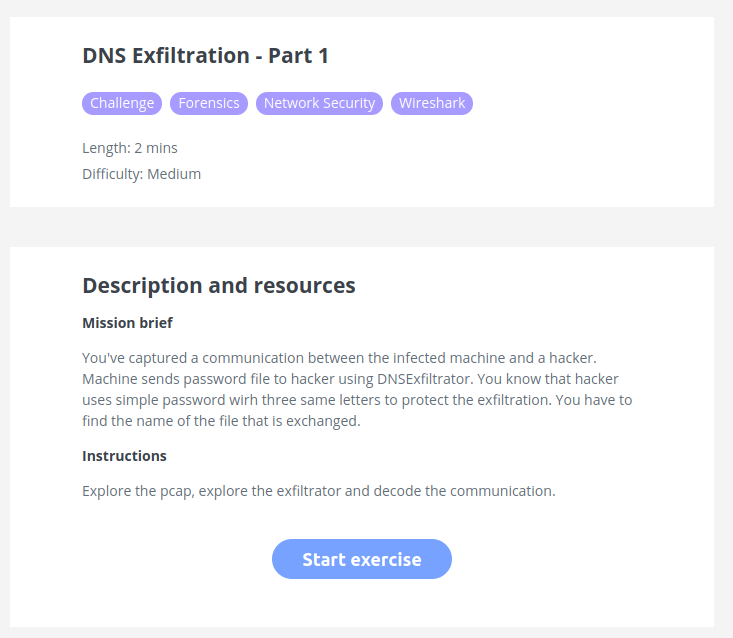 DNS Exfiltration - Part 1
Challenge Forensics Network Security Wireshark
Length: 2 mins
Difficulty: Medium
Description and resources
Mission brief
You've captured a communication between the infected machine and a hacker.
Machine sends password file to hacker using DNSExfiltrator. You know that hacker
uses simple password wirh three same letters to protect the exfiltration. You have to
find the name of the file that is exchanged.
Instructions
Explore the pcap, explore the exfiltrator and decode the communication.
Start exercise